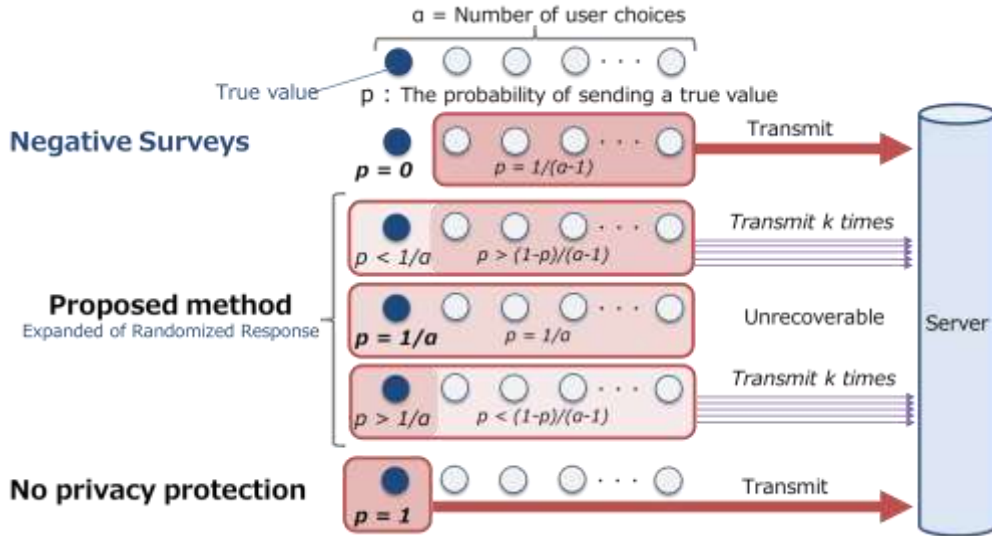 a = Number of user choices
True value
p : The probability of sending a true value
Negative Surveys
p = 0
p = 1/(a-1)
Transmit
p < 1/a
p > (1-p)/(a-1)
Transmit k times
Proposed method
Expanded of Randomized Response
p = 1/a
p = 1/a
Unrecoverable
Server
p > 1/a
p < (1-p)/(a-1)
Transmit k times
No privacy protection
p = 1
Transmit